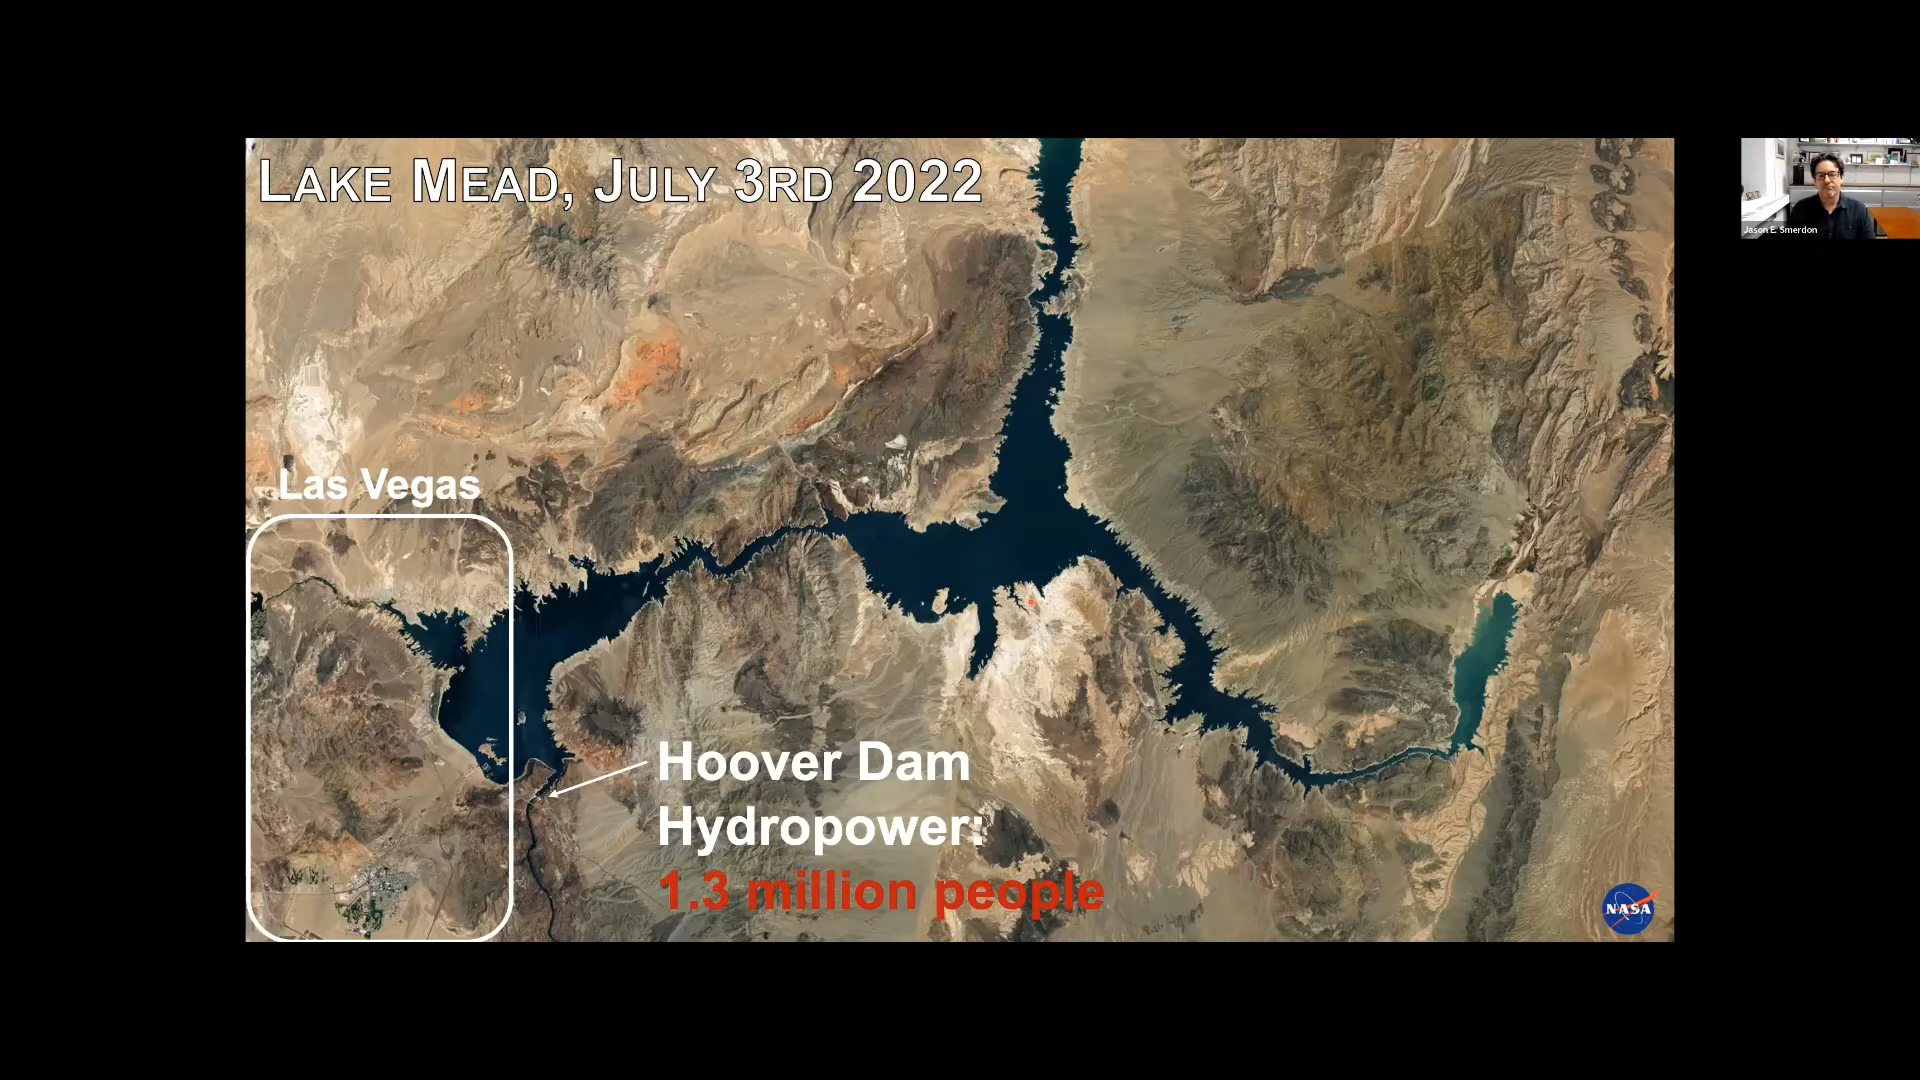 LAKE MEAD, JULY 3RD 2022
Jason E. Smerdon
Las Vegas
Hoover Dam
Hydropower:
1.3 million people
NASA